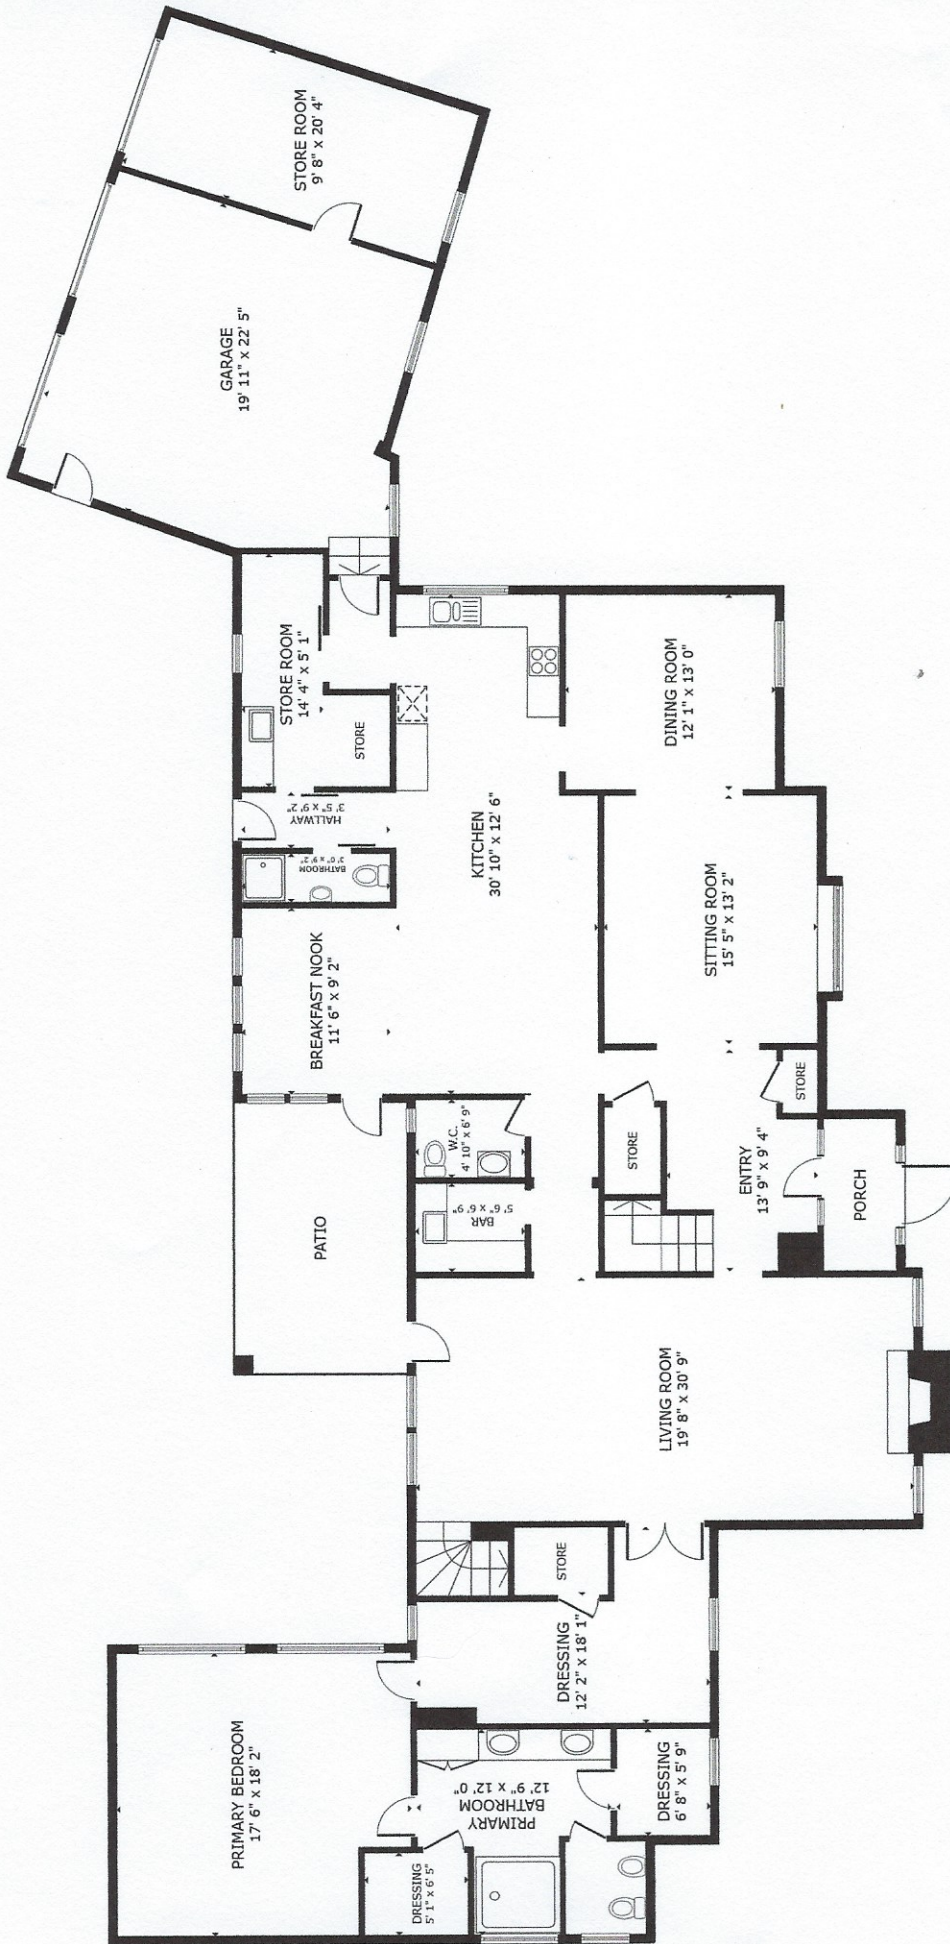 STORE ROOM
9' 8" x 20' 4"
GARAGE
19' 11" x 22' 5"
STORE ROOM
14' 4" x 5' 1"
STORE
HALLWAY
3' 5" x 9' 2"
BATHROOM
3' 0" x 9' 2"
KITCHEN
30' 10" x 12' 6"
DINING ROOM
12' 1" x 13' 0"
BREAKFAST NOOK
11' 6" x 9' 2"
SITTING ROOM
15' 5" x 13' 2"
STORE
W.C.
4' 10" x 6' 9"
STORE
ENTRY
13' 9" x 9' 4"
BAR
5' 6" x 6' 9"
PORCH
PATIO
LIVING ROOM
19' 8" x 30' 9"
STORE
DRESSING
12' 2" x 18' 1"
PRIMARY BEDROOM
17' 6" x 18' 2"
PRIMARY
BATHROOM
12' 9" x 12' 0"
DRESSING
6' 8" x 5' 9"
DRESSING
5' 1" x 6' 5"